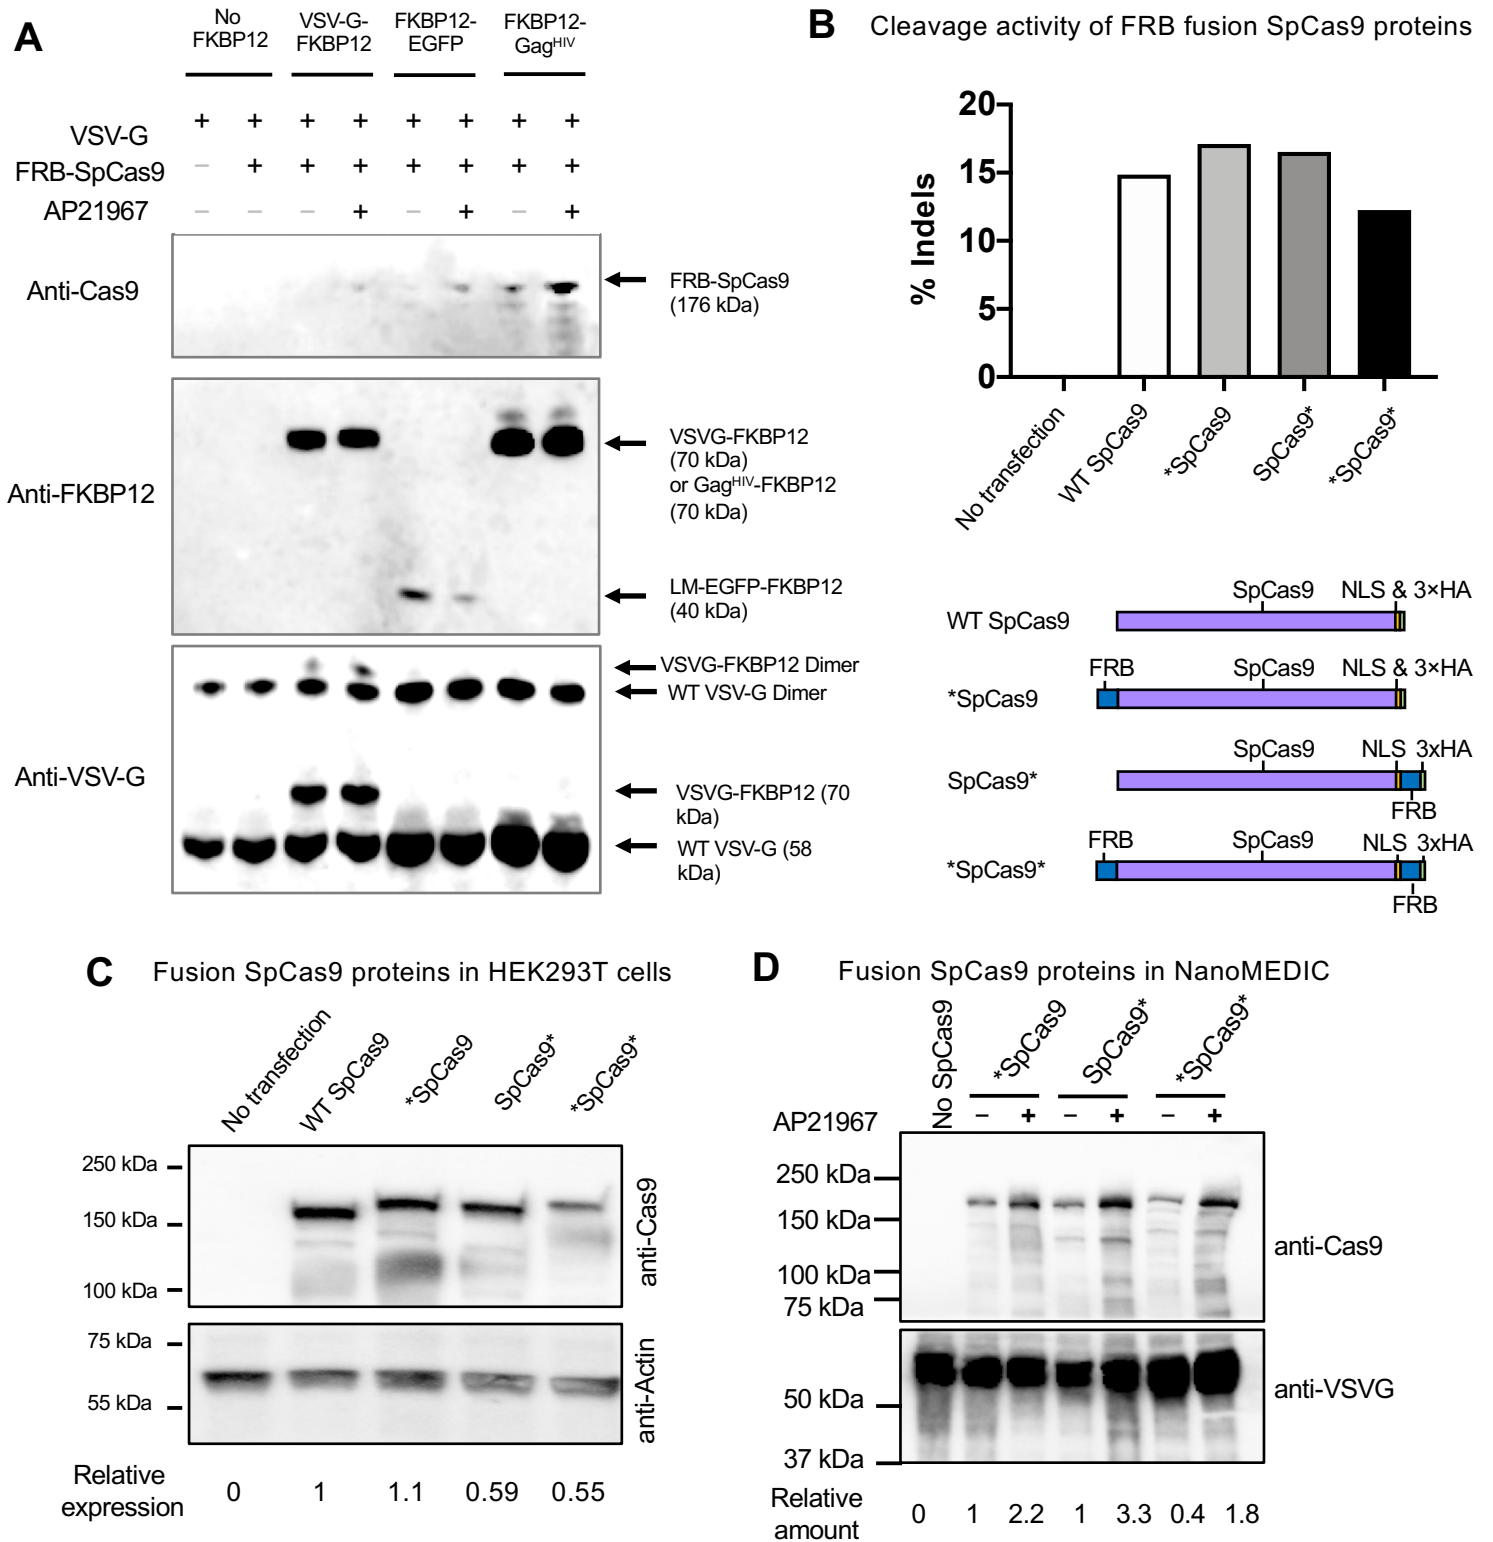 A
No
FKBP12
VSV-G-
FKBP12
FKBP12-
EGFP
FKBP12-
Gagᴴᴵⱽ
VSV-G + + + + + + + +
FRB-SpCas9 – + + + + + + +
AP21967 – – – + – + – +
Anti-Cas9
FRB-SpCas9
(176 kDa)
Anti-FKBP12
VSVG-FKBP12
(70 kDa)
or Gagᴴᴵⱽ-FKBP12
(70 kDa)
LM-EGFP-FKBP12
(40 kDa)
Anti-VSV-G
VSVG-FKBP12 Dimer
WT VSV-G Dimer
VSVG-FKBP12 (70
kDa)
WT VSV-G (58
kDa)
B
Cleavage activity of FRB fusion SpCas9 proteins
% Indels
20
15
10
5
0
No transfection
WT SpCas9
*SpCas9
SpCas9*
*SpCas9*
SpCas9 NLS & 3×HA
WT SpCas9
FRB SpCas9 NLS & 3×HA
*SpCas9
SpCas9 NLS 3xHA
SpCas9*
FRB
FRB SpCas9 NLS 3xHA
*SpCas9*
FRB
C
Fusion SpCas9 proteins in HEK293T cells
No transfection
WT SpCas9
*SpCas9
SpCas9*
*SpCas9*
250 kDa
150 kDa
100 kDa
anti-Cas9
75 kDa
55 kDa
anti-Actin
Relative
expression
0 1 1.1 0.59 0.55
D
Fusion SpCas9 proteins in NanoMEDIC
No SpCas9
*SpCas9
SpCas9*
*SpCas9*
AP21967 – + – + – +
250 kDa
150 kDa
100 kDa
75 kDa
anti-Cas9
50 kDa
37 kDa
anti-VSVG
Relative
amount
0 1 2.2 1 3.3 0.4 1.8